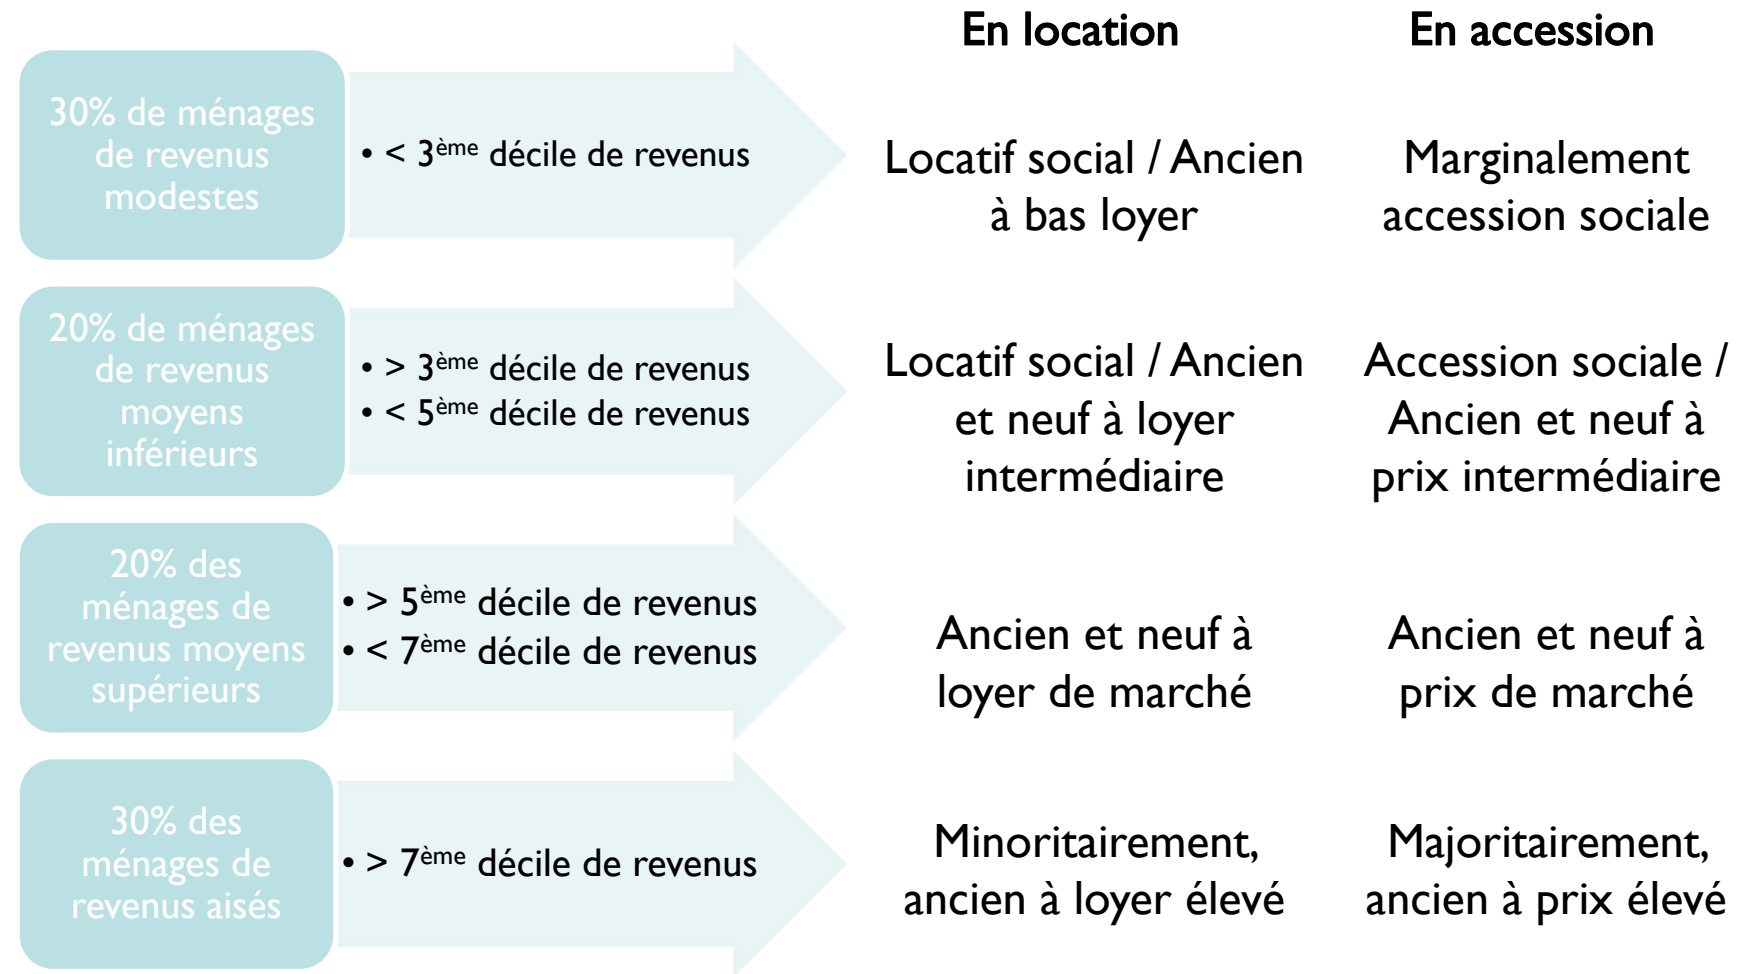 En location
En accession
30% de ménages
de revenus
modestes
• < 3ème décile de revenus
Locatif social / Ancien
à bas loyer
Marginalement
accession sociale
20% de ménages
de revenus
moyens
inférieurs
• > 3ème décile de revenus
• < 5ème décile de revenus
Locatif social / Ancien
et neuf à loyer
intermédiaire
Accession sociale /
Ancien et neuf à
prix intermédiaire
20% des
ménages de
revenus moyens
supérieurs
• > 5ème décile de revenus
• < 7ème décile de revenus
Ancien et neuf à
loyer de marché
Ancien et neuf à
prix de marché
30% des
ménages de
revenus aisés
• > 7ème décile de revenus
Minoritairement,
ancien à loyer élevé
Majoritairement,
ancien à prix élevé